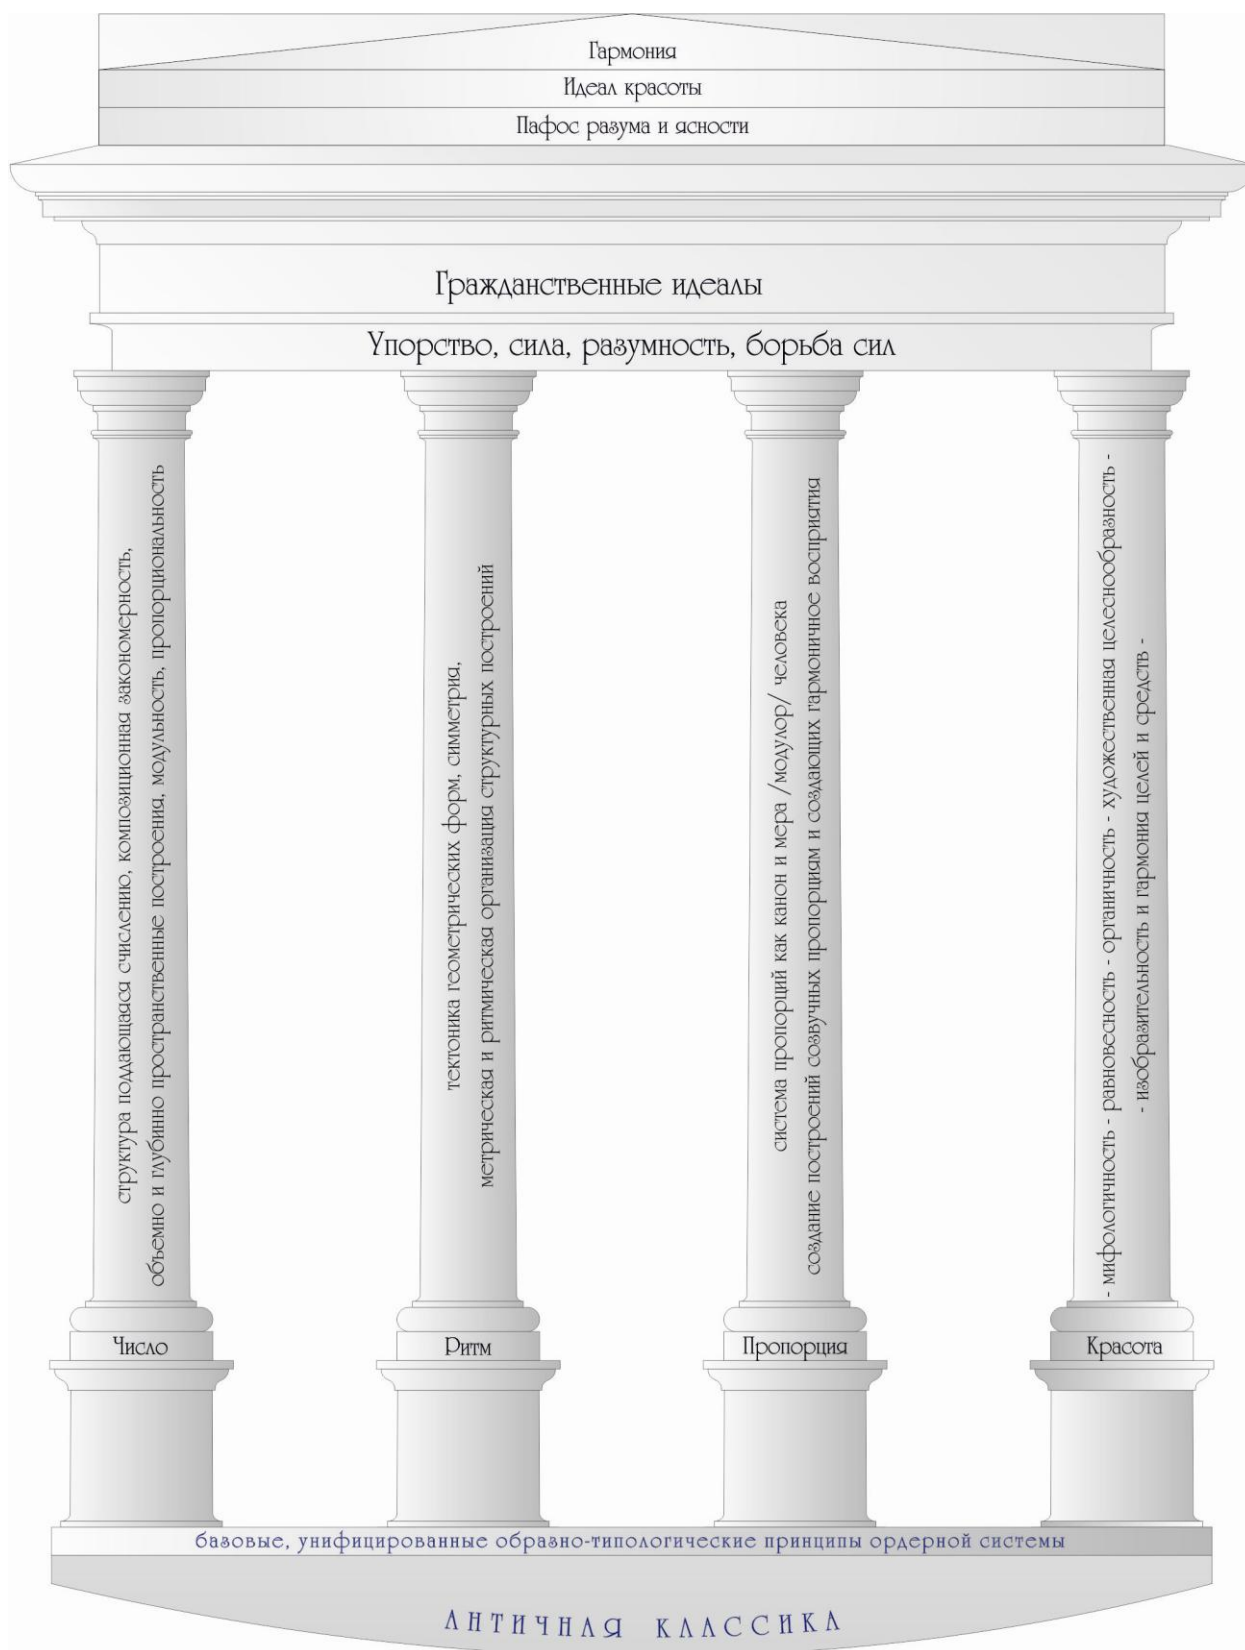 Гармония
Идеал красоты
Пафос разума и ясности
Гражданственные идеалы
Упорство, сила, разумность, борьба сил
структура поддающаяся счислению, композиционная закономерность,
объемно и глубинно пространственные построения, модульность, пропорциональность
тектоника геометрических форм, симметрия,
метрическая и ритмическая организация структурных построений
система пропорций как канон и мера /модулор/ человека
создание построений созвучных пропорциям и создающих гармоничное восприятия
- мифологичность - равновесность - органичность - художественная целеснообразность -
- изобразительность и гармония целей и средств -
Число
Ритм
Пропорция
Красота
базовые, унифицированные образно-типологические принципы ордерной системы
АНТИЧНАЯ КЛАССИКА